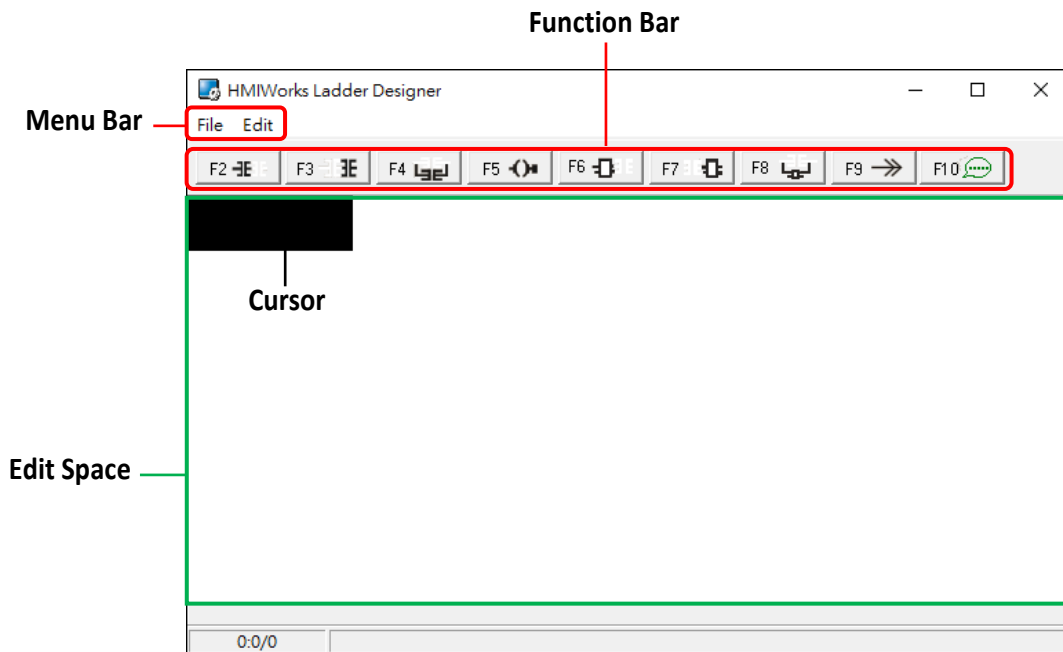 Function Bar
HMIWorks Ladder Designer
Menu Bar
File Edit
F2 F3 F4 F5 F6 F7 F8 F9 F10
Cursor
Edit Space
0:0/0